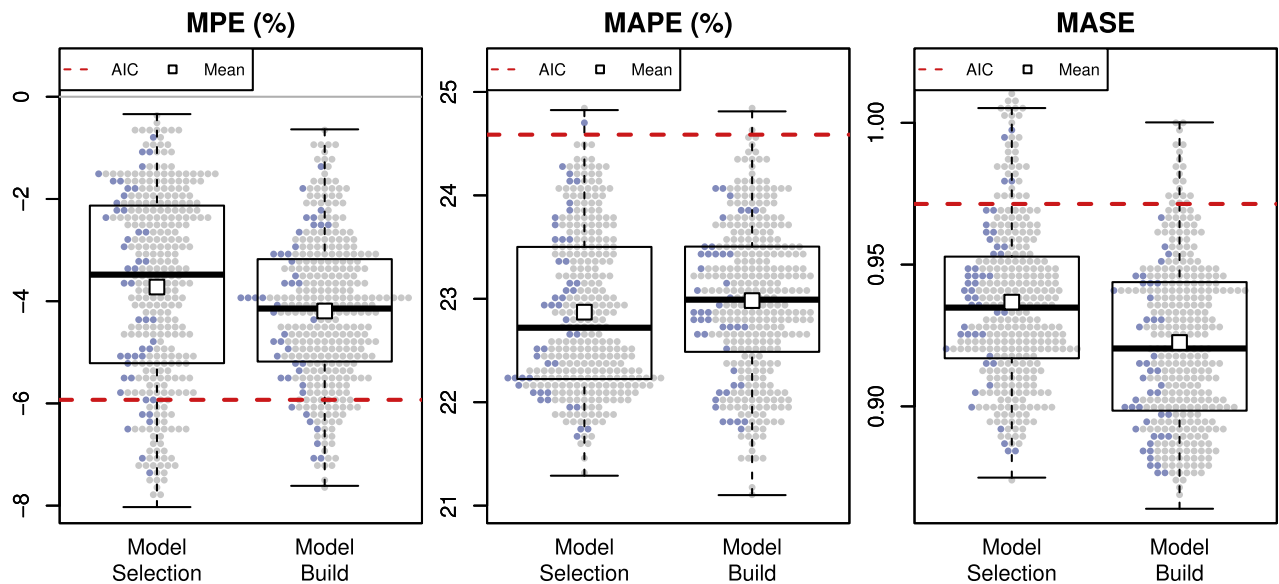 MPE (%)
AIC Mean
0
−2
−4
−6
−8
Model Selection
Model Build
MAPE (%)
AIC Mean
25
24
23
22
21
Model Selection
Model Build
MASE
AIC Mean
1.00
0.95
0.90
Model Selection
Model Build